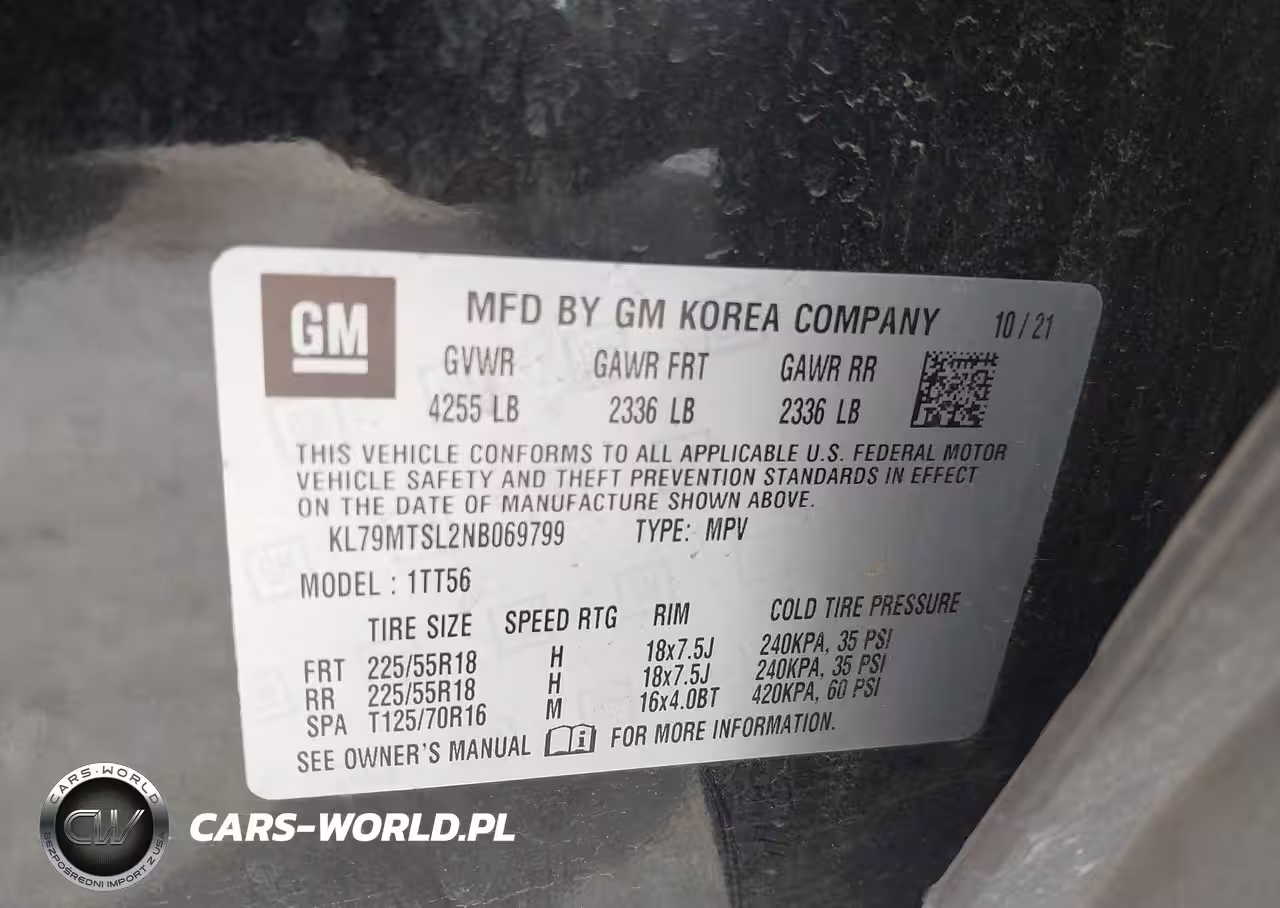 GM
MFD BY GM KOREA COMPANY 10/21
GVWR GAWR FRT GAWR RR
4255 LB 2336 LB 2336 LB
THIS VEHICLE CONFORMS TO ALL APPLICABLE U.S. FEDERAL MOTOR
VEHICLE SAFETY AND THEFT PREVENTION STANDARDS IN EFFECT
ON THE DATE OF MANUFACTURE SHOWN ABOVE.
KL79MTSL2NB069799 TYPE: MPV
MODEL : 1TT56
TIRE SIZE SPEED RTG RIM COLD TIRE PRESSURE
FRT 225/55R18 H 18x7.5J 240KPA, 35 PSI
RR 225/55R18 H 18x7.5J 240KPA, 35 PSI
SPA T125/70R16 M 16x4.0BT 420KPA, 60 PSI
SEE OWNER'S MANUAL FOR MORE INFORMATION.
CARS-WORLD
CW
BEZPOŚREDNI IMPORT Z USA
CARS-WORLD.PL